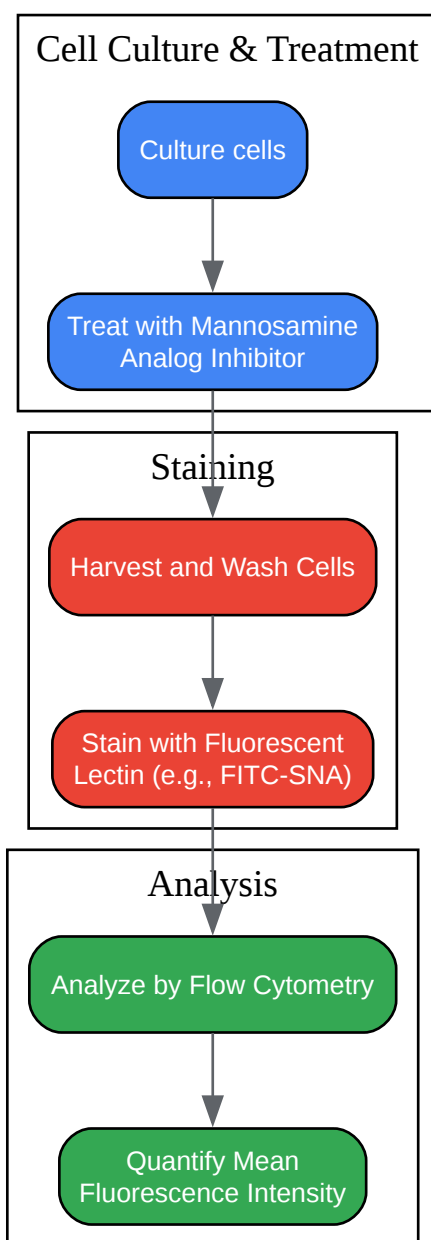 Cell Culture & Treatment
Culture cells
Treat with Mannosamine
Analog Inhibitor
Staining
Harvest and Wash Cells
Stain with Fluorescent
Lectin (e.g., FITC-SNA)
Analysis
Analyze by Flow Cytometry
Quantify Mean
Fluorescence Intensity